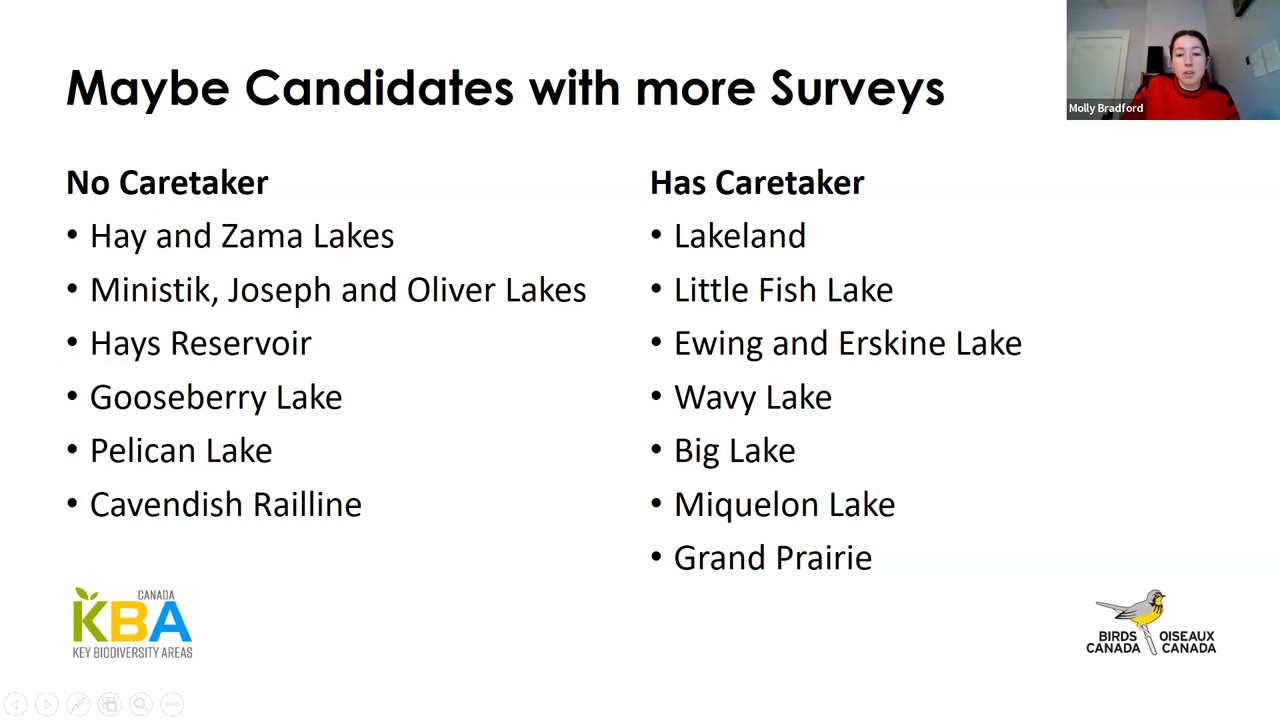 Maybe Candidates with more Surveys
Molly Bradford
No Caretaker
• Hay and Zama Lakes
• Ministik, Joseph and Oliver Lakes
• Hays Reservoir
• Gooseberry Lake
• Pelican Lake
• Cavendish Railline
Has Caretaker
• Lakeland
• Little Fish Lake
• Ewing and Erskine Lake
• Wavy Lake
• Big Lake
• Miquelon Lake
• Grand Prairie
CANADA
KBA
KEY BIODIVERSITY AREAS
BIRDS CANADA
OISEAUX CANADA